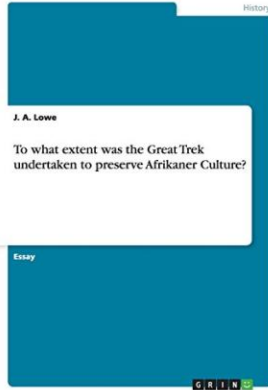 History
J. A. Lowe
To what extent was the Great Trek
undertaken to preserve Afrikaner Culture?
Essay
GRIN